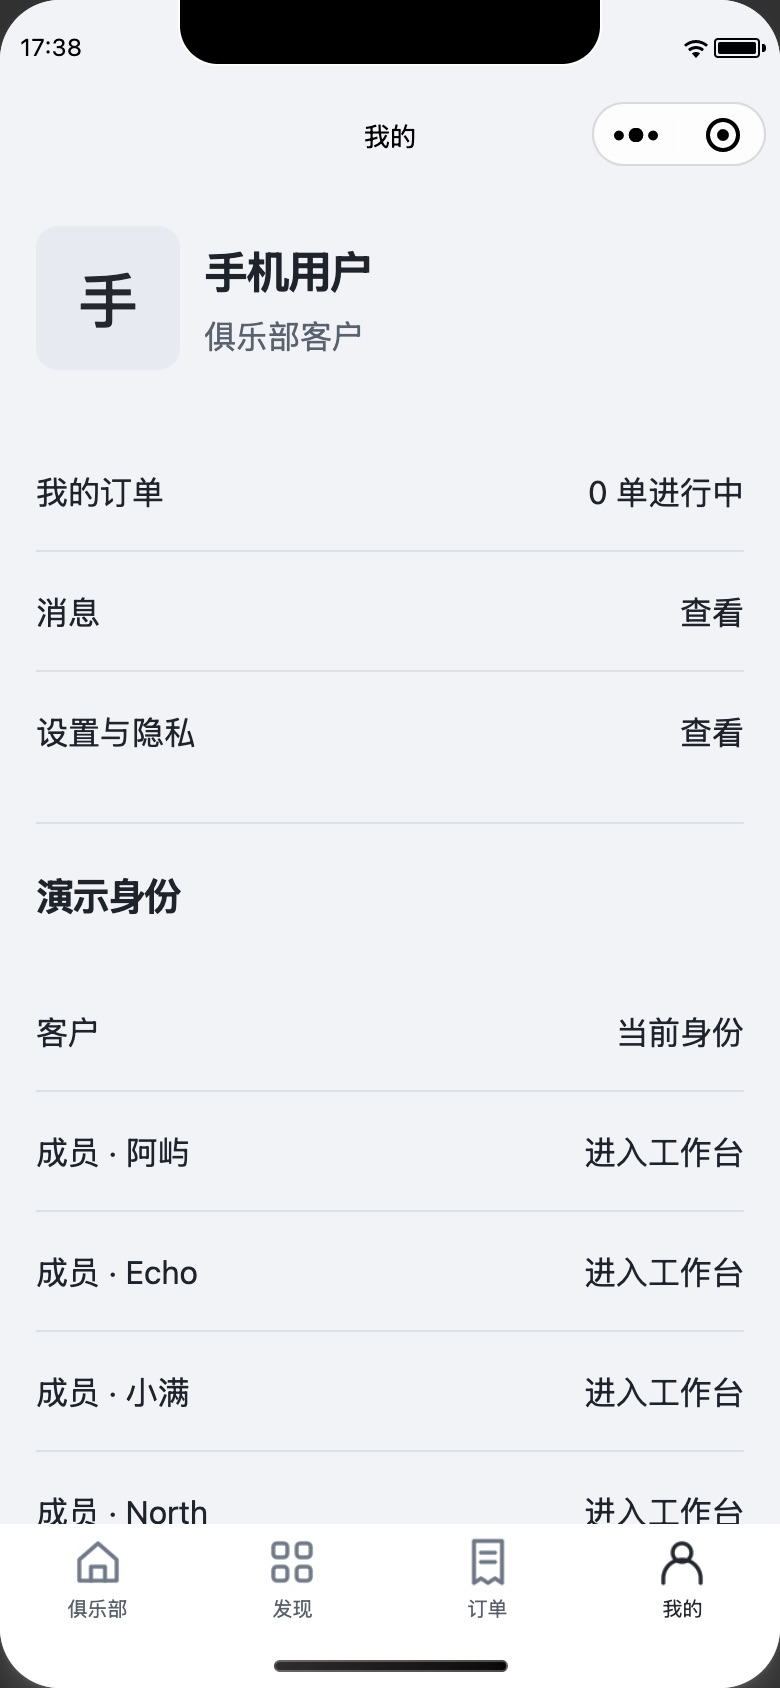 17:38
我的
手
手机用户
俱乐部客户
我的订单 0 单进行中
消息 查看
设置与隐私 查看
演示身份
客户 当前身份
成员 · 阿屿 进入工作台
成员 · Echo 进入工作台
成员 · 小满 进入工作台
成员 · North 进入工作台
俱乐部 发现 订单 我的